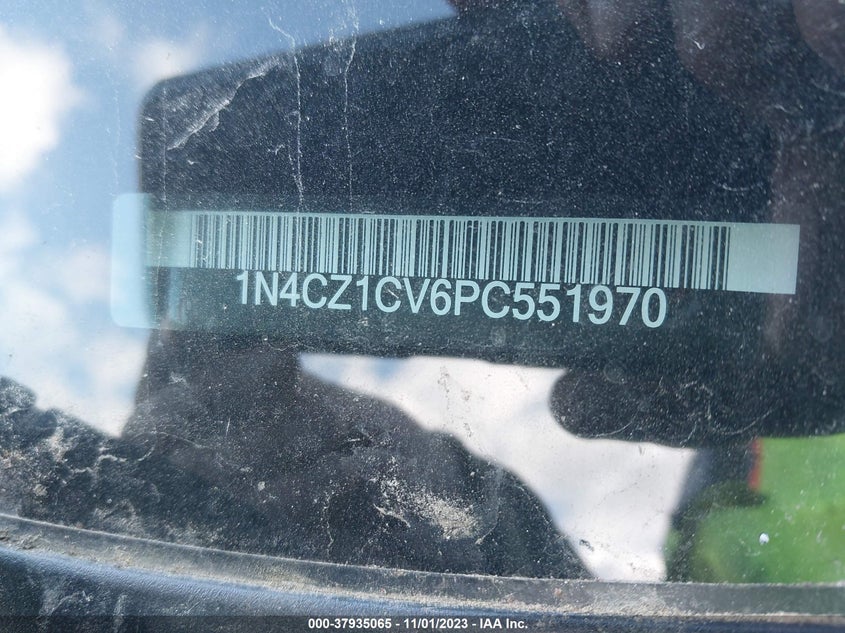 1N4CZ1CV6PC551970
000-37935065 - 11/01/2023 - IAA Inc.